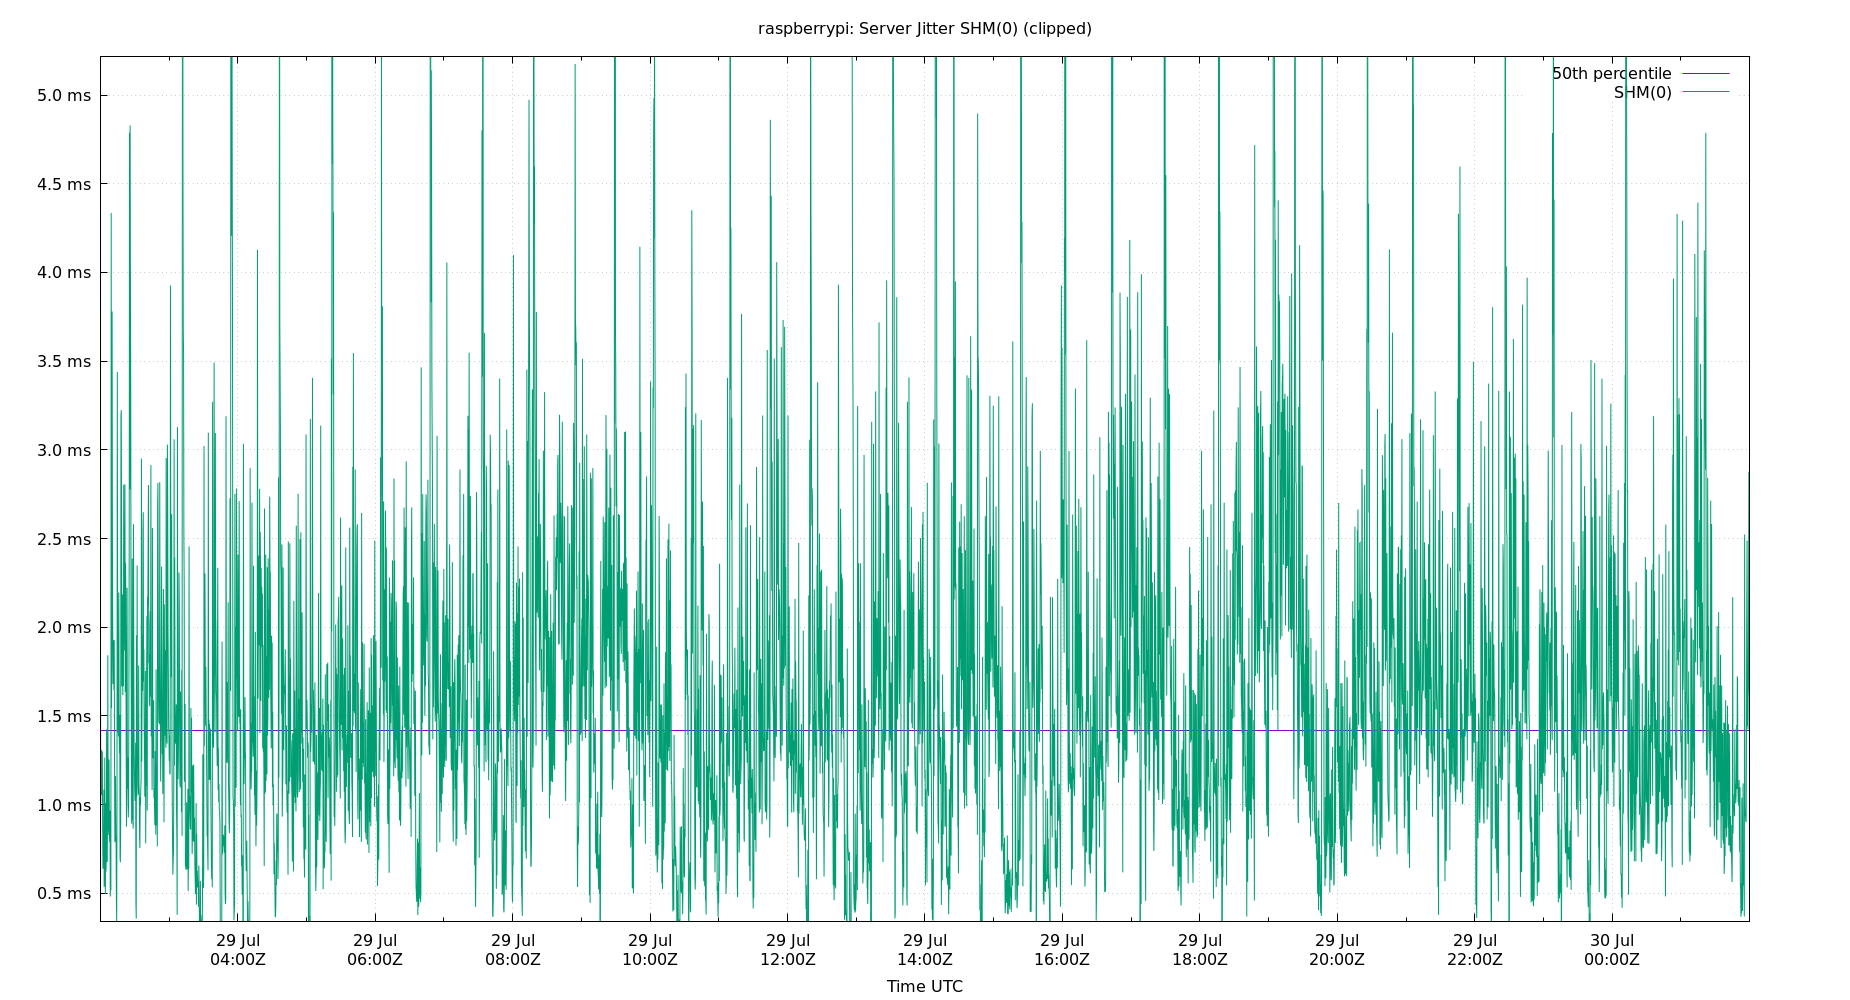 raspberrypi: Server Jitter SHM(0) (clipped)
50th percentile
SHM(0)
5.0 ms
4.5 ms
4.0 ms
3.5 ms
3.0 ms
2.5 ms
2.0 ms
1.5 ms
1.0 ms
0.5 ms
29 Jul 29 Jul 29 Jul 29 Jul 29 Jul 29 Jul 29 Jul 29 Jul 29 Jul 29 Jul 30 Jul
04:00Z 06:00Z 08:00Z 10:00Z 12:00Z 14:00Z 16:00Z 18:00Z 20:00Z 22:00Z 00:00Z
Time UTC